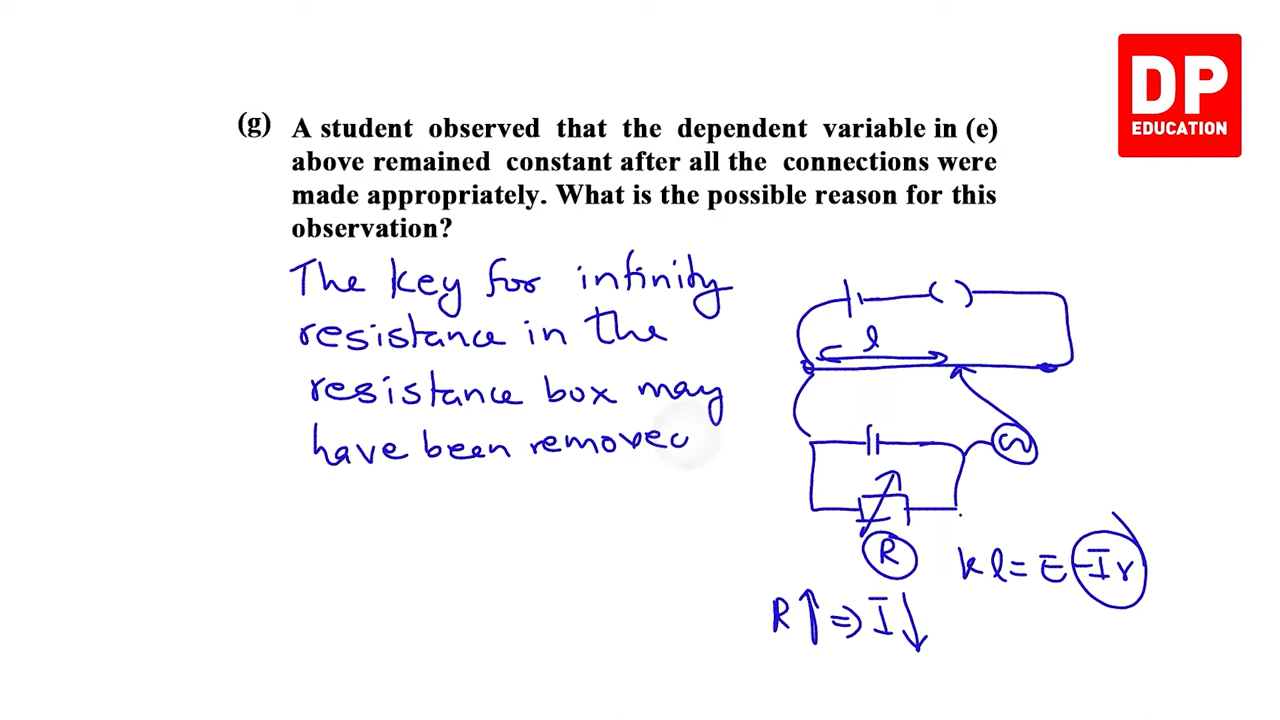 DP
EDUCATION
(g) A student observed that the dependent variable in (e)
above remained constant after all the connections were
made appropriately. What is the possible reason for this
observation?
The key for infinity
resistance in the
resistance box may
have been removed
l
R
kl = E - Ir
R ↑ ⇒ I ↓